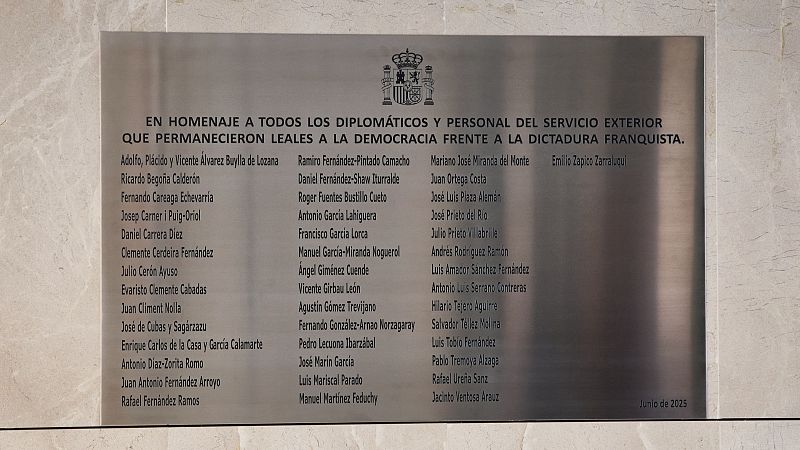 EN HOMENAJE A TODOS LOS DIPLOMÁTICOS Y PERSONAL DEL SERVICIO EXTERIOR
QUE PERMANECIERON LEALES A LA DEMOCRACIA FRENTE A LA DICTADURA FRANQUISTA.
Adolfo, Plácido y Vicente Álvarez Buylla de Lozana
Ricardo Begoña Calderón
Fernando Careaga Echevarría
Josep Carner i Puig-Oriol
Daniel Carrera Díez
Clemente Cerdeira Fernández
Julio Cerón Ayuso
Evaristo Clemente Cabadas
Juan Climent Nolla
José de Cubas y Sagárzazu
Enrique Carlos de la Casa y García Calamarte
Antonio Díaz-Zorita Romo
Juan Antonio Fernández Arroyo
Rafael Fernández Ramos
Ramiro Fernández-Pintado Camacho
Daniel Fernández-Shaw Iturralde
Roger Fuentes Bustillo Cueto
Antonio García Lahiguera
Francisco García Lorca
Manuel García-Miranda Noguerol
Ángel Giménez Cuende
Vicente Girbau León
Agustín Gómez Trevijano
Fernando González-Arnao Norzagaray
Pedro Lecuona Ibarzábal
José Marín García
Luis Mariscal Parado
Manuel Martínez Feduchy
Mariano José Miranda del Monte
Juan Ortega Costa
José Luis Plaza Alemán
José Prieto del Río
Julio Prieto Villabrille
Andrés Rodríguez Ramón
Luis Amador Sánchez Fernández
Antonio Luis Serrano Contreras
Hilario Tejero Aguirre
Salvador Téllez Molina
Luis Tobío Fernández
Pablo Tremoya Alzaga
Rafael Ureña Sanz
Jacinto Ventosa Arauz
Emilio Zapico Zarraluqui
Junio de 2025